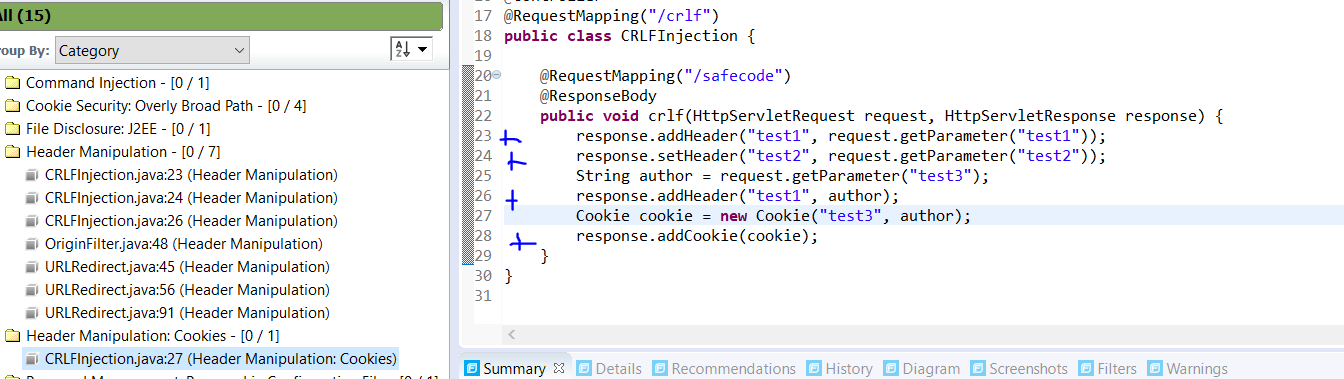 All (15)
Group By: Category
Command Injection - [0 / 1]
Cookie Security: Overly Broad Path - [0 / 4]
File Disclosure: J2EE - [0 / 1]
Header Manipulation - [0 / 7]
CRLFInjection.java:23 (Header Manipulation)
CRLFInjection.java:24 (Header Manipulation)
CRLFInjection.java:26 (Header Manipulation)
OriginFilter.java:48 (Header Manipulation)
URLRedirect.java:45 (Header Manipulation)
URLRedirect.java:56 (Header Manipulation)
URLRedirect.java:91 (Header Manipulation)
Header Manipulation: Cookies - [0 / 1]
CRLFInjection.java:27 (Header Manipulation: Cookies)
17 @RequestMapping("/crlf")
18 public class CRLFInjection {
19
20 @RequestMapping("/safecode")
21 @ResponseBody
22 public void crlf(HttpServletRequest request, HttpServletResponse response) {
23 response.addHeader("test1", request.getParameter("test1"));
24 response.setHeader("test2", request.getParameter("test2"));
25 String author = request.getParameter("test3");
26 response.addHeader("test1", author);
27 Cookie cookie = new Cookie("test3", author);
28 response.addCookie(cookie);
29 }
30 }
31
Summary Details Recommendations History Diagram Screenshots Filters Warnings